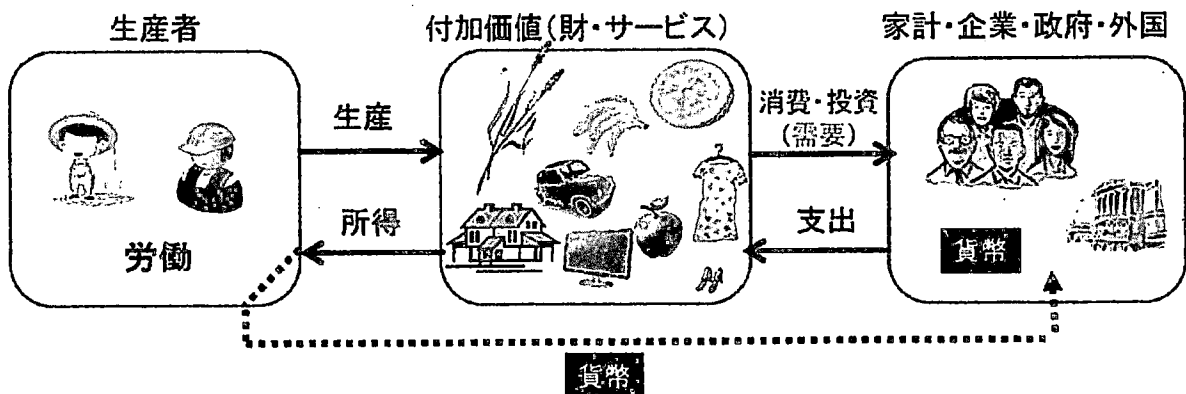 生産者
付加価値(財・サービス)
家計・企業・政府・外国
生産
所得
労働
消費・投資
(需要)
支出
貨幣
貨幣